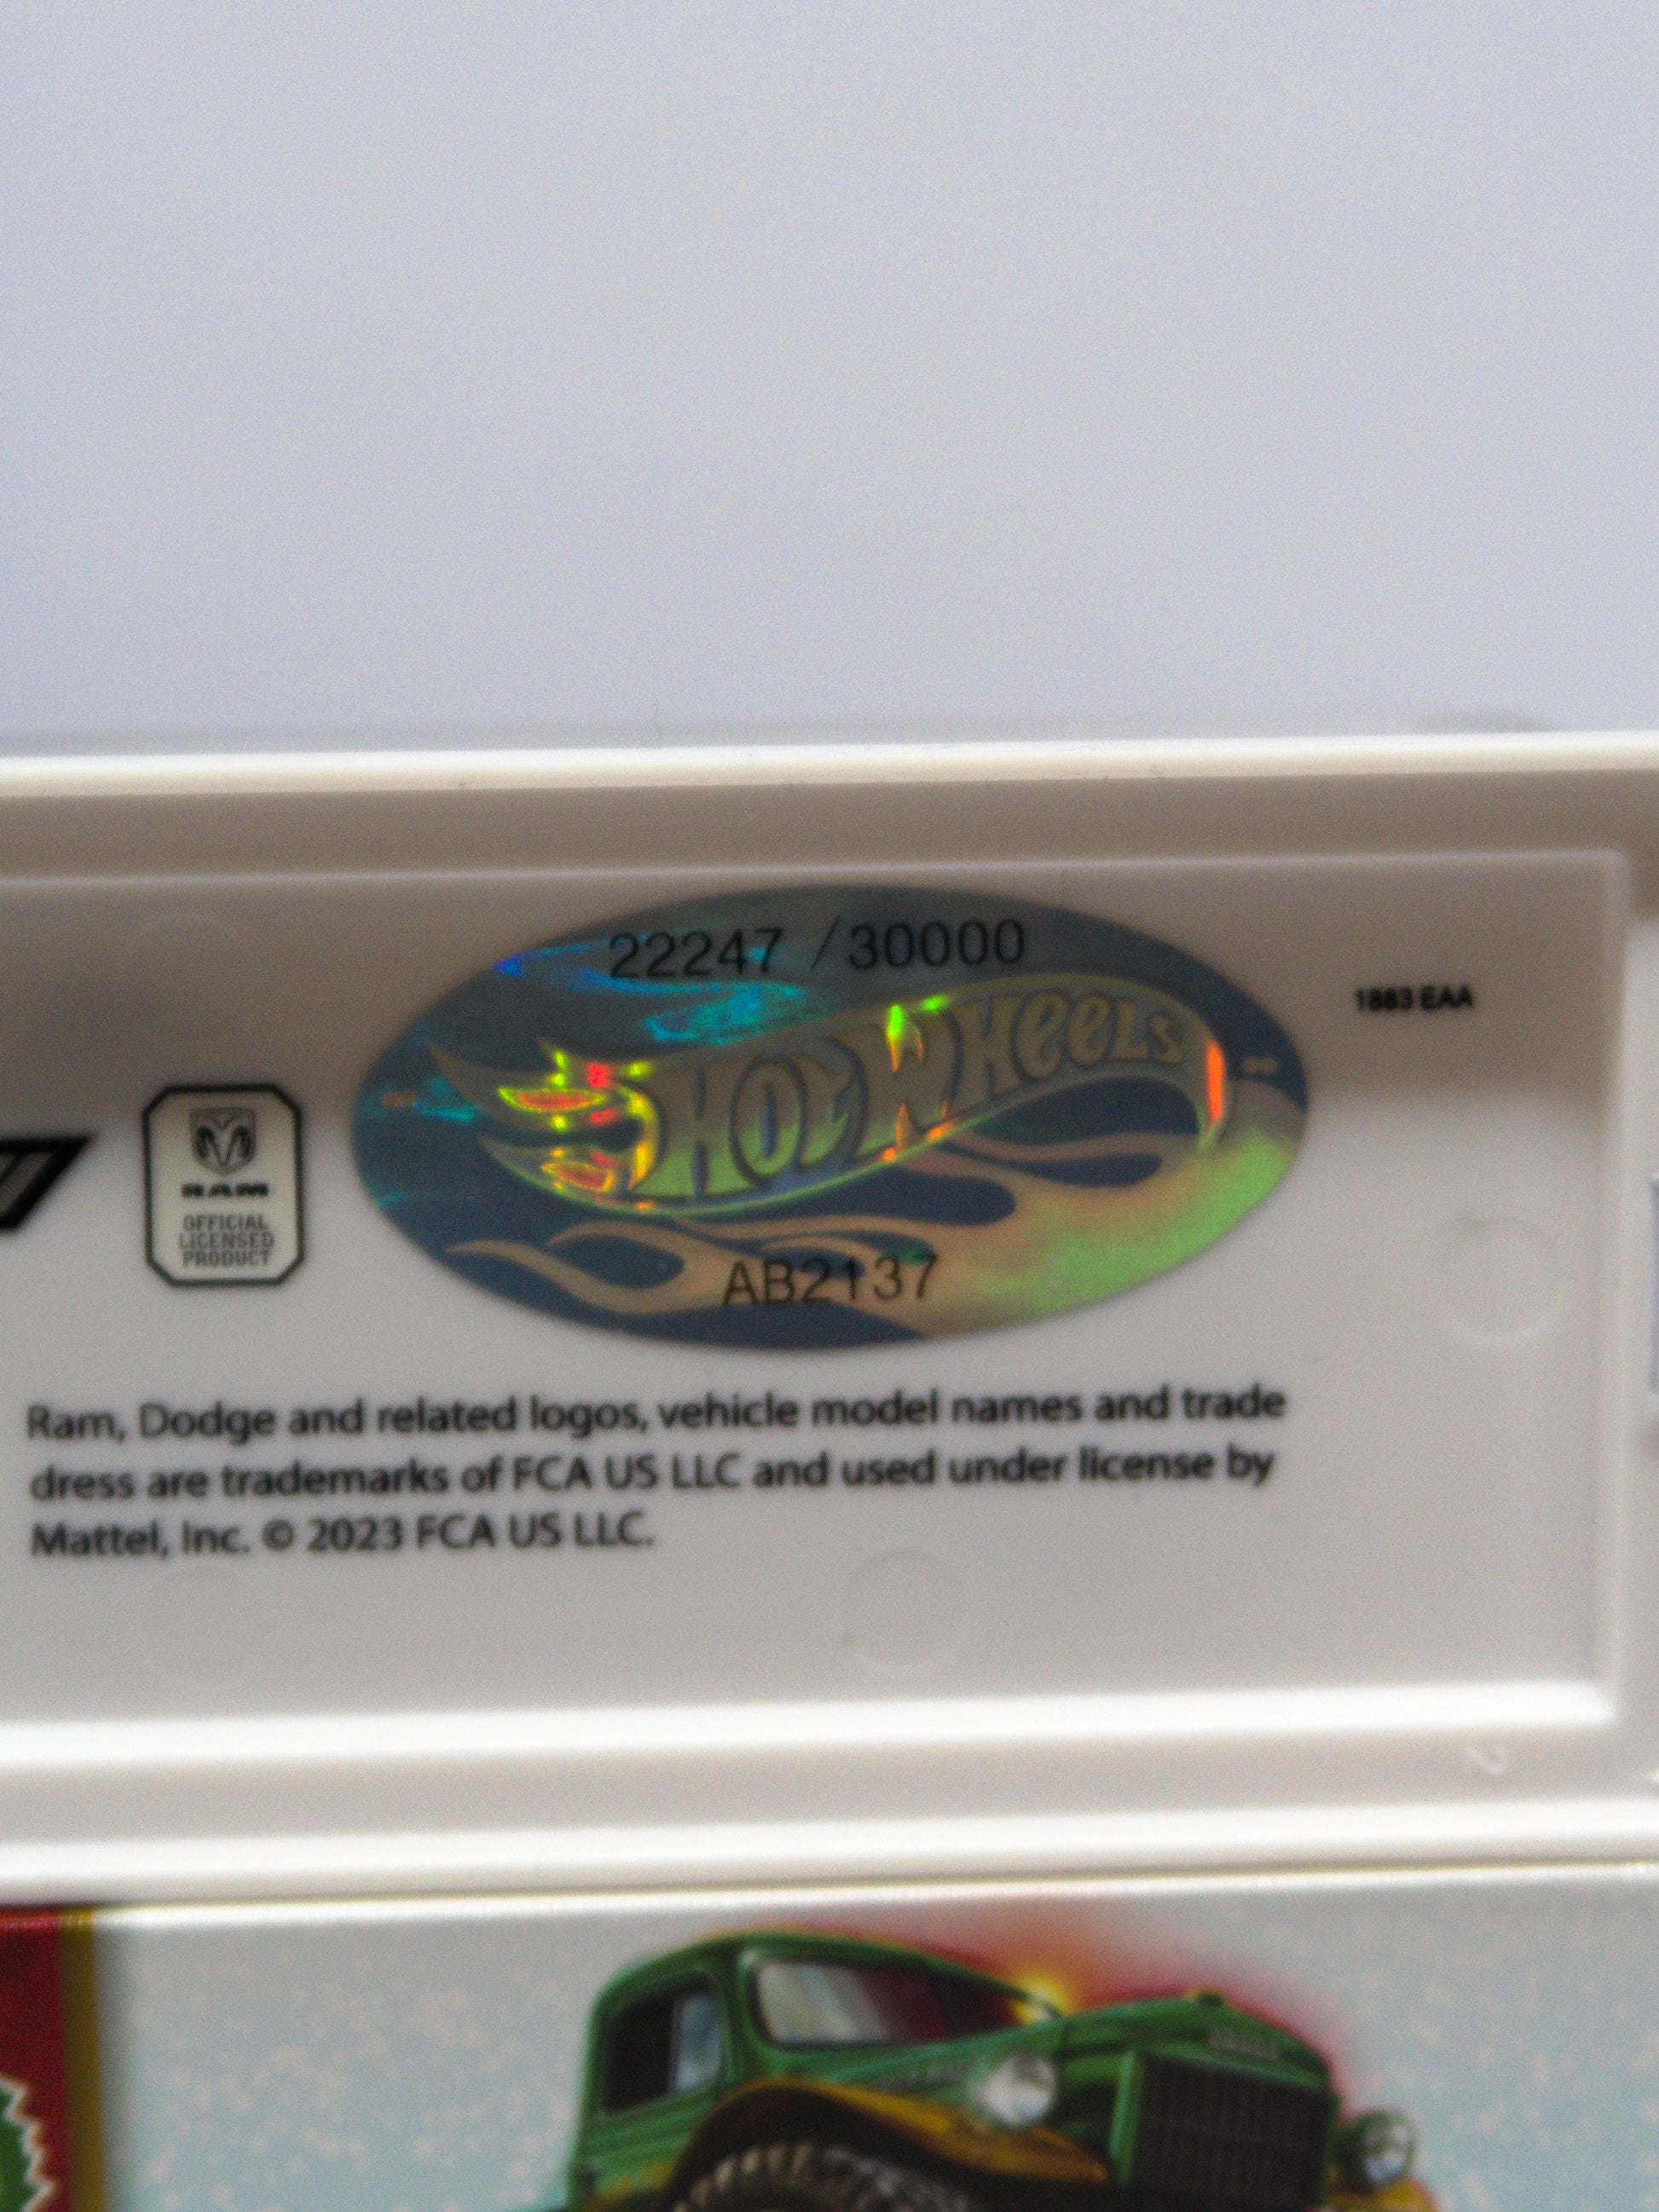 22247 / 30000
HOT WHEELS
1883 EAA
RAM
OFFICIAL
LICENSED
PRODUCT
AB2137
Ram, Dodge and related logos, vehicle model names and trade
dress are trademarks of FCA US LLC and used under license by
Mattel, Inc. © 2023 FCA US LLC.
2